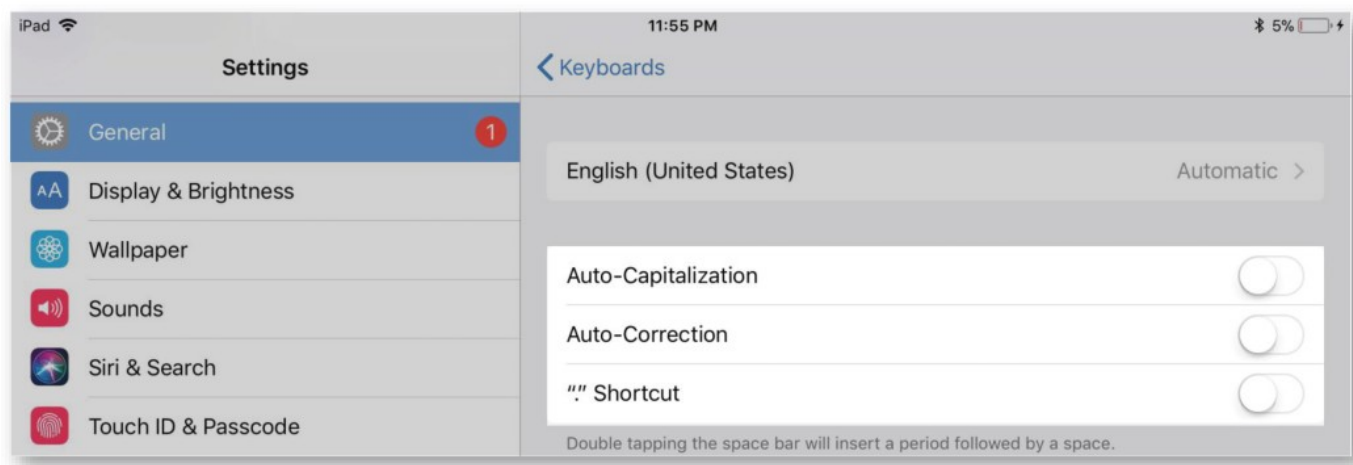 iPad 11:55 PM 5%
Settings
Keyboards
General 1
Display & Brightness
Wallpaper
Sounds
Siri & Search
Touch ID & Passcode
English (United States) Automatic
Auto-Capitalization
Auto-Correction
“.” Shortcut
Double tapping the space bar will insert a period followed by a space.